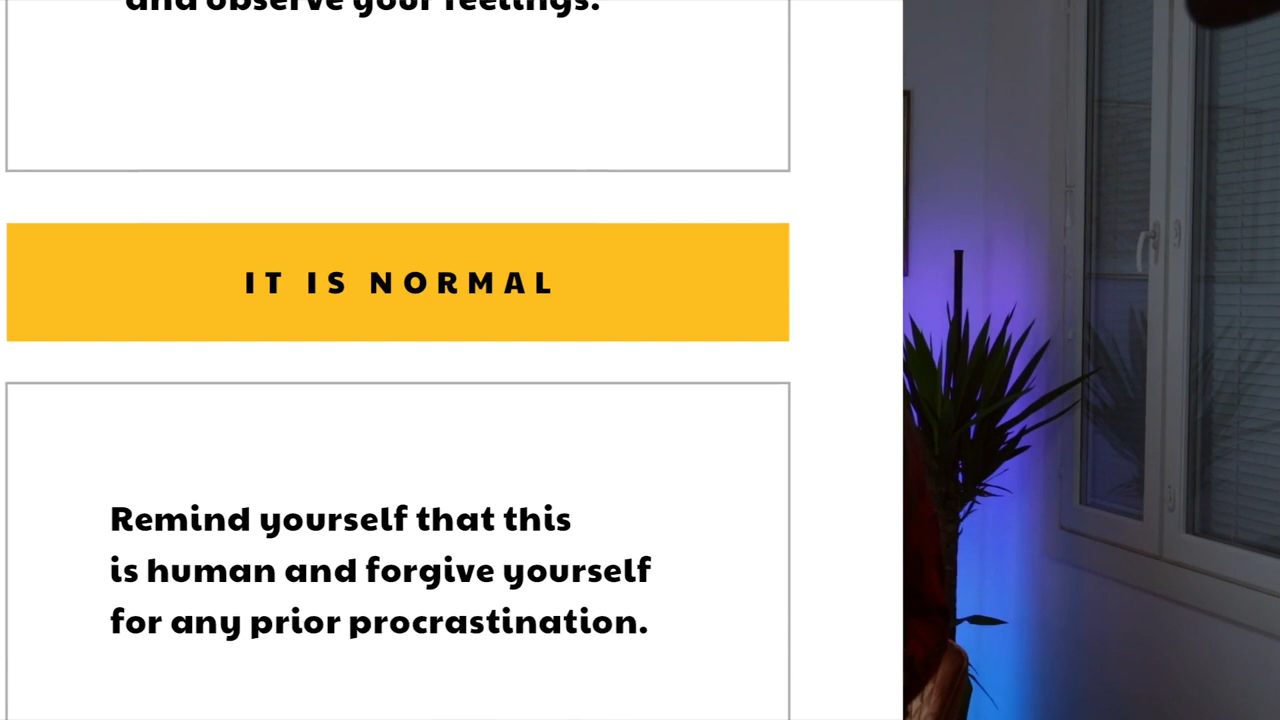 and observe your feelings.
IT IS NORMAL
Remind yourself that this
is human and forgive yourself
for any prior procrastination.